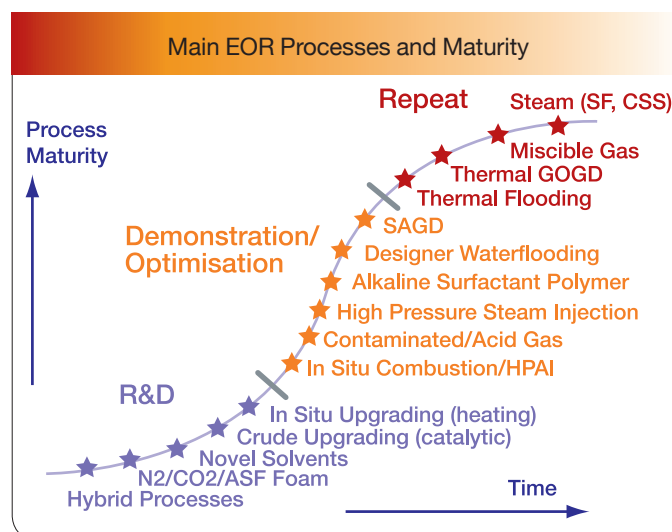 Main EOR Processes and Maturity
Repeat
Steam (SF, CSS)
Process
Maturity
Miscible Gas
Thermal GOGD
Thermal Flooding
SAGD
Demonstration/
Optimisation
Designer Waterflooding
Alkaline Surfactant Polymer
High Pressure Steam Injection
Contaminated/Acid Gas
In Situ Combustion/HPAI
R&D
In Situ Upgrading (heating)
Crude Upgrading (catalytic)
Novel Solvents
N2/CO2/ASF Foam
Hybrid Processes
Time